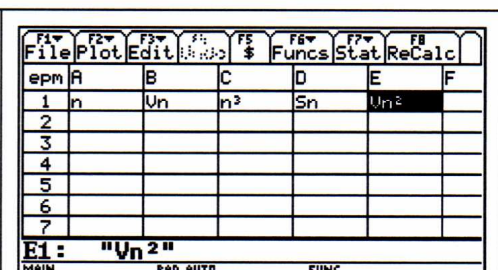 F1 F2 F3 F5 F6 F7 F8
File Plot Edit Undo $ Funcs Stat ReCalc
epm A B C D E F
1 n Vn n³ Sn Vn²
2
3
4
5
6
7
E1: "Vn²"
MAIN RAD AUTO FUNC